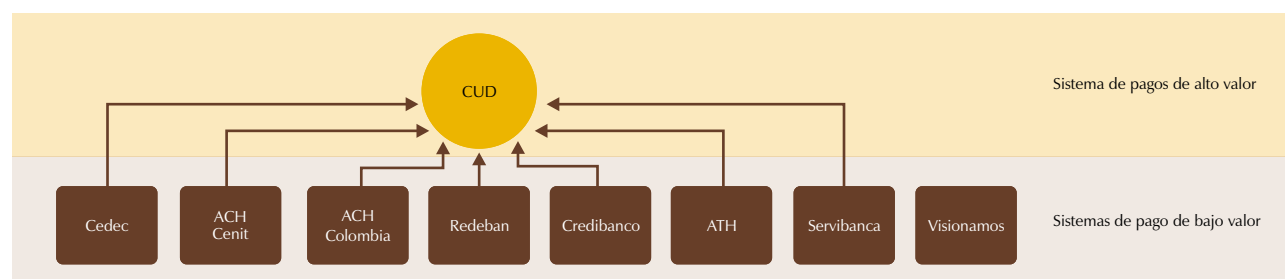 Sistema de pagos de alto valor
CUD
Cedec
ACH
Cenit
ACH
Colombia
Redeban
Credibanco
ATH
Servibanca
Visionamos
Sistemas de pago de bajo valor